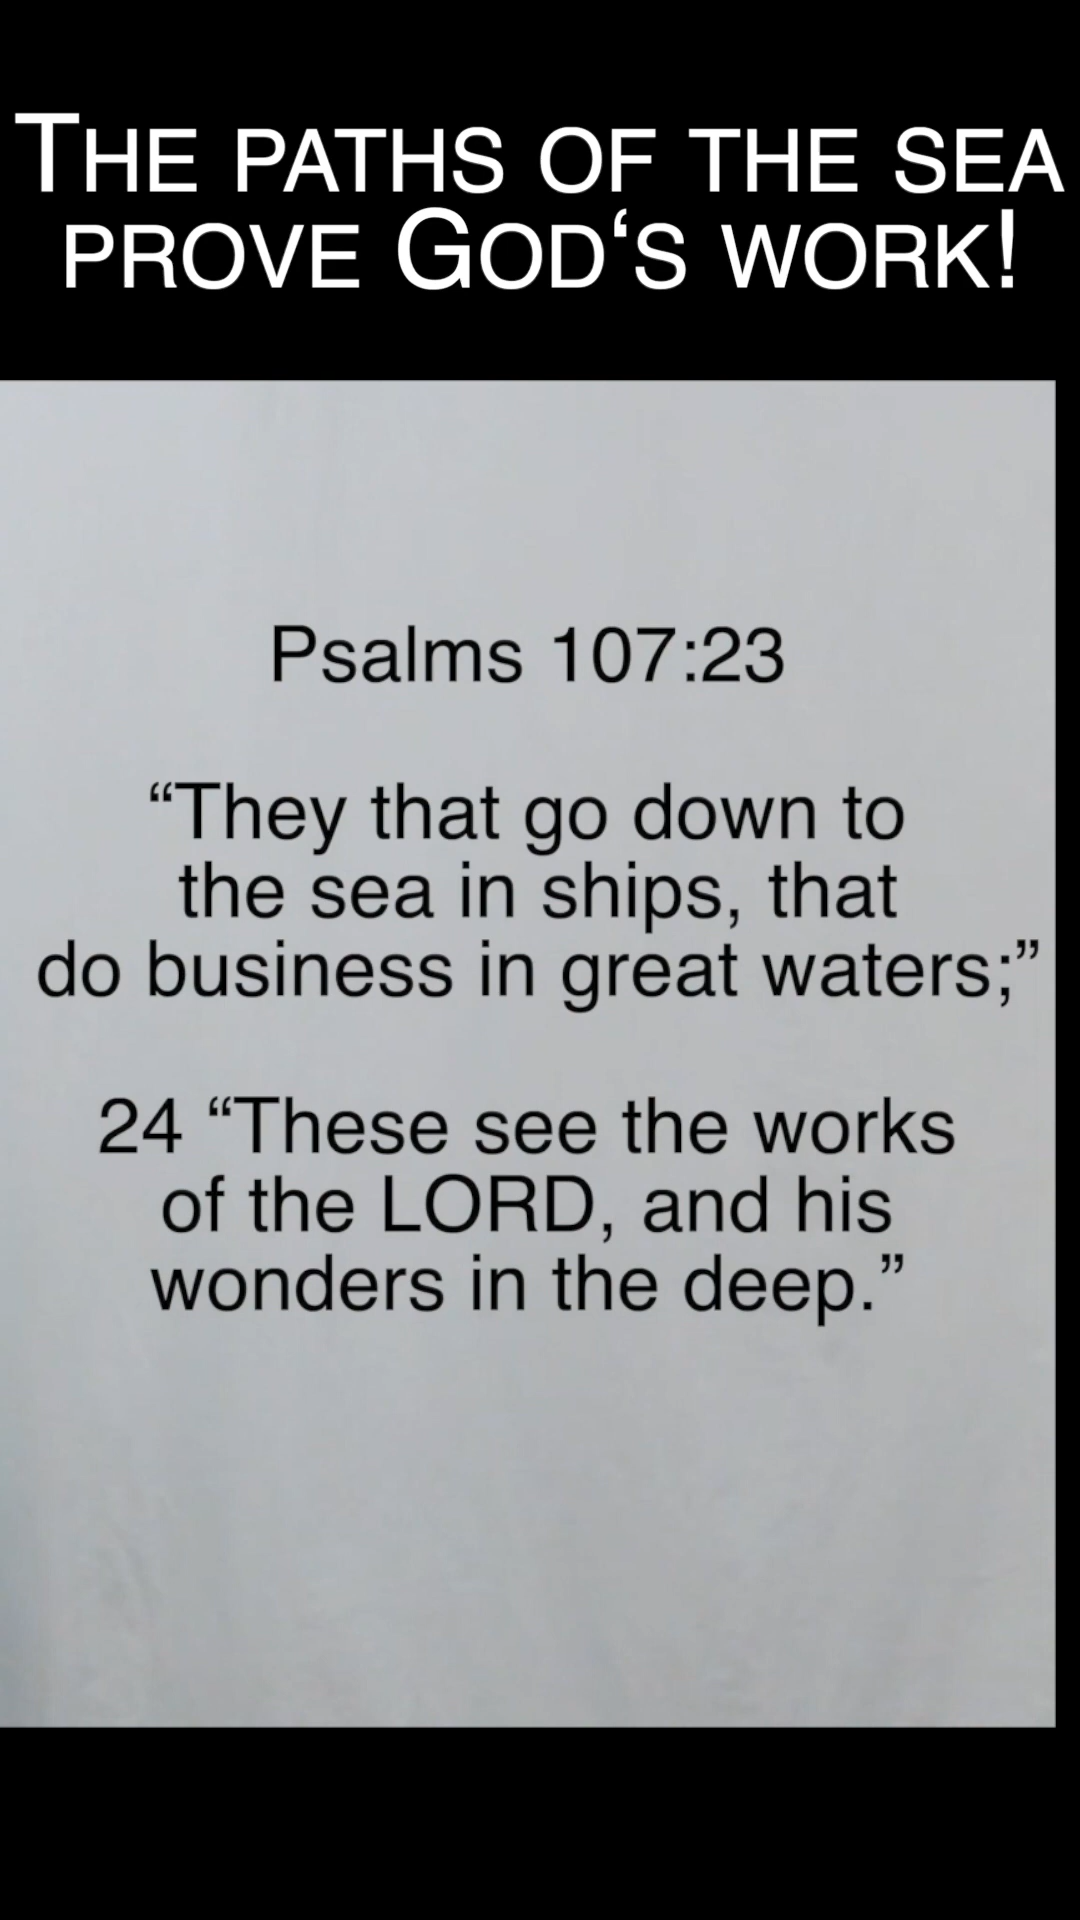 THE PATHS OF THE SEA
PROVE GOD‘S WORK!
Psalms 107:23
“They that go down to
the sea in ships, that
do business in great waters;”
24 “These see the works
of the LORD, and his
wonders in the deep.”